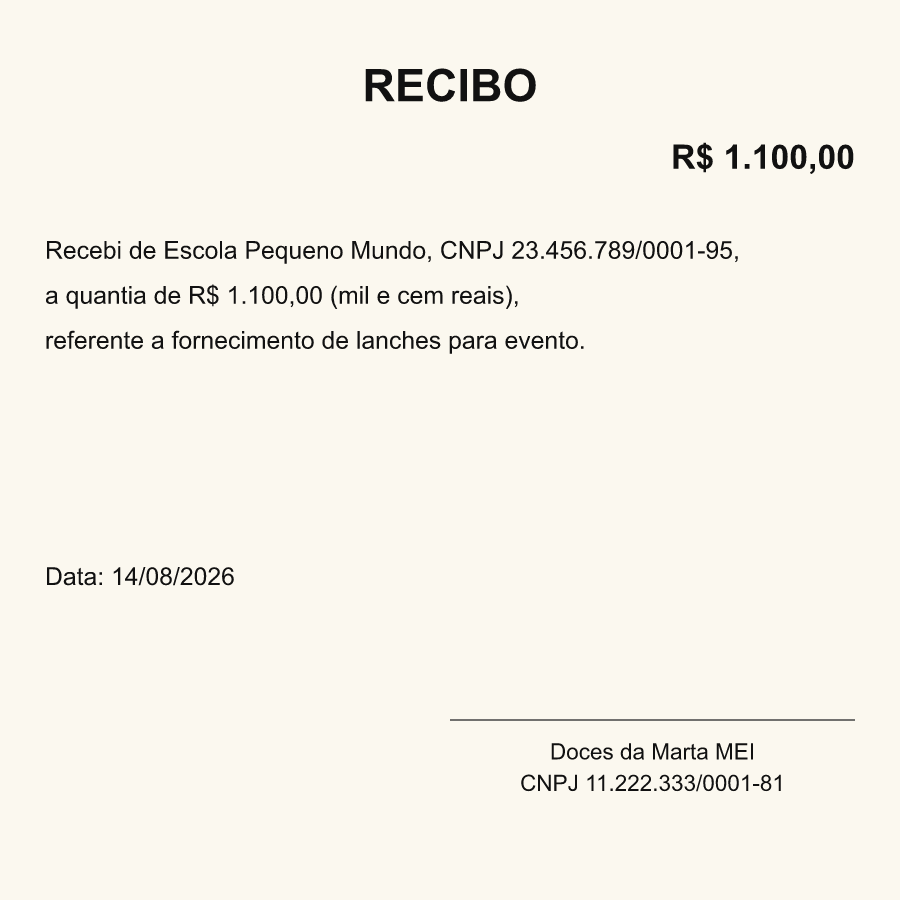 RECIBO
R$ 1.100,00
Recebi de Escola Pequeno Mundo, CNPJ 23.456.789/0001-95,
a quantia de R$ 1.100,00 (mil e cem reais),
referente a fornecimento de lanches para evento.
Data: 14/08/2026
Doces da Marta MEI
CNPJ 11.222.333/0001-81